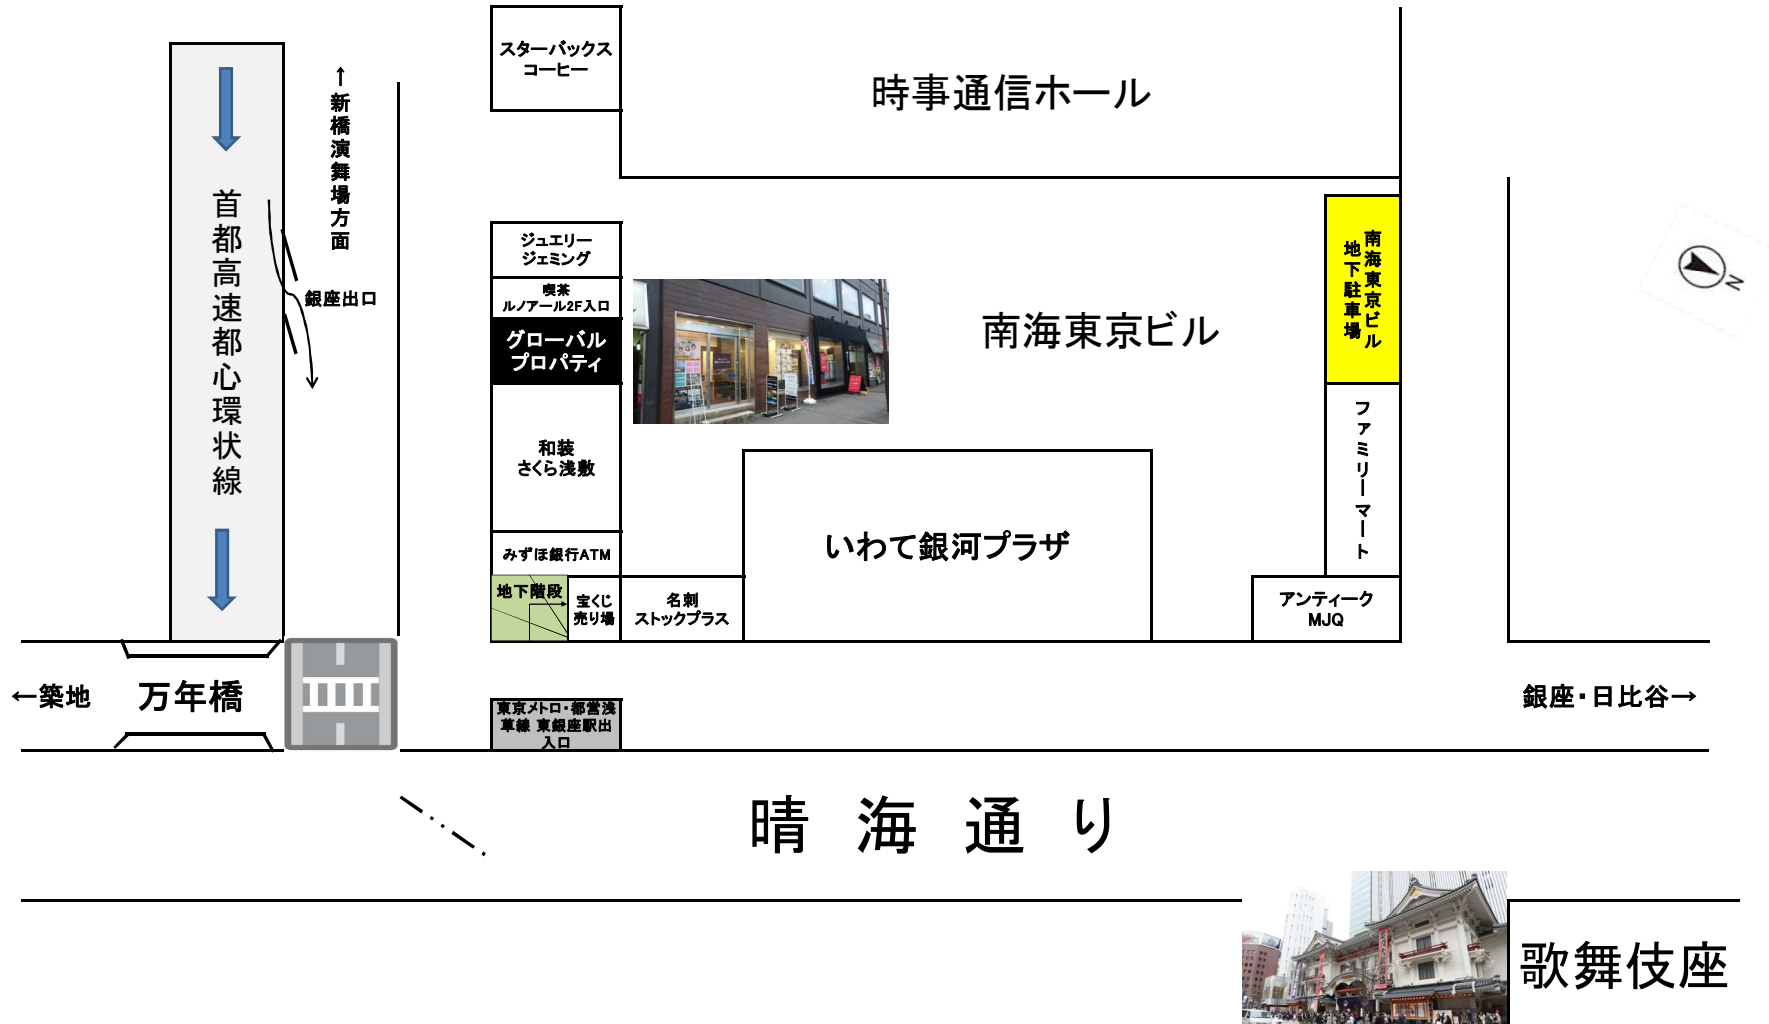 スターバックス
コーヒー
時事通信ホール
↑新橋演舞場方面
首都高速都心環状線
銀座出口
ジュエリー
ジェミング
喫茶
ルノアール2F入口
グローバル
プロパティ
南海東京ビル
南海東京ビル
地下駐車場
N
和装
さくら浅敷
ファミリーマート
いわて銀河プラザ
みずほ銀行ATM
地下階段
宝くじ
売り場
名刺
ストックプラス
アンティーク
MJQ
←築地
万年橋
銀座・日比谷→
東京メトロ・都営浅
草線 東銀座駅出
入口
晴海通り
歌舞伎座